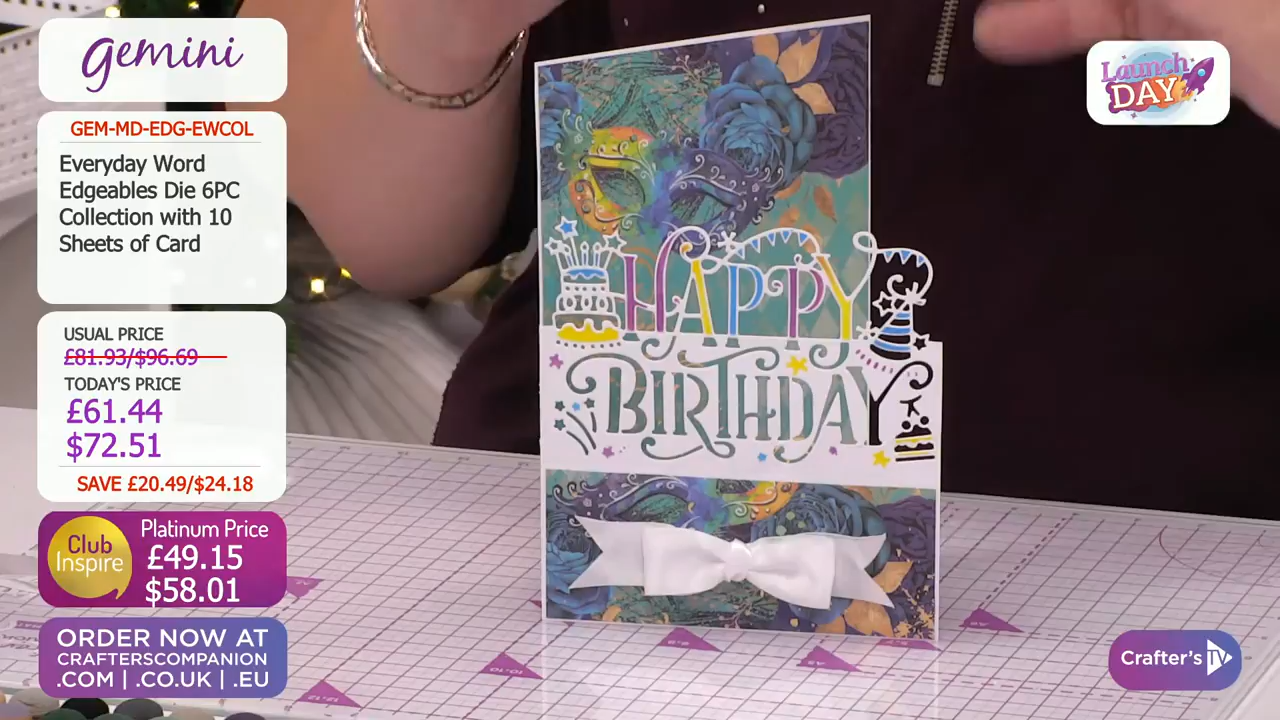 gemini
GEM-MD-EDG-EWCOL
Everyday Word
Edgeables Die 6PC
Collection with 10
Sheets of Card
USUAL PRICE
£81.93/$96.69
TODAY'S PRICE
£61.44
$72.51
SAVE £20.49/$24.18
Club
Inspire
Platinum Price
£49.15
$58.01
ORDER NOW AT
CRAFTERSCOMPANION
.COM | .CO.UK | .EU
Launch
DAY
HAPPY
BIRTHDAY
Crafter's TV